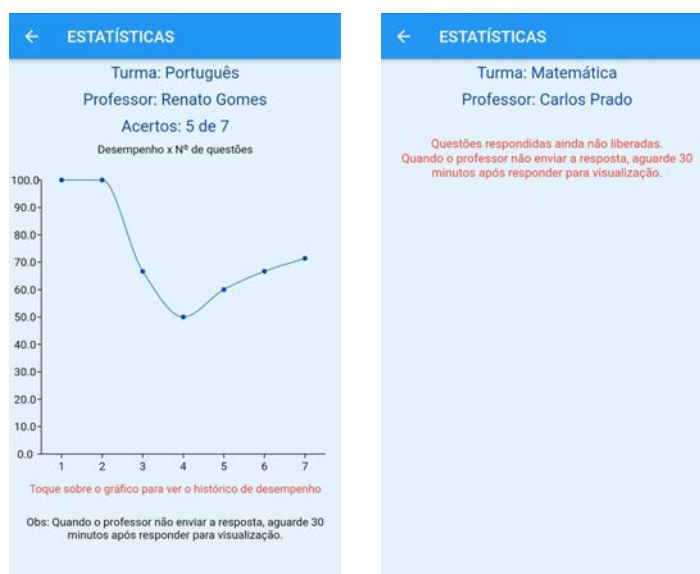 ESTATÍSTICAS
Turma: Português
Professor: Renato Gomes
Acertos: 5 de 7
Desempenho x Nº de questões
100.0
90.0
80.0
70.0
60.0
50.0
40.0
30.0
20.0
10.0
0.0
1 2 3 4 5 6 7
Toque sobre o gráfico para ver o histórico de desempenho
Obs: Quando o professor não enviar a resposta, aguarde 30
minutos após responder para visualização.
ESTATÍSTICAS
Turma: Matemática
Professor: Carlos Prado
Questões respondidas ainda não liberadas.
Quando o professor não enviar a resposta, aguarde 30
minutos após responder para visualização.